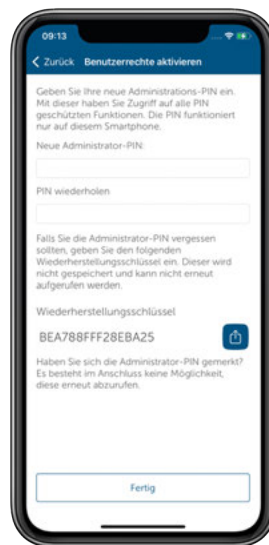 09:13
Zurück Benutzerrechte aktivieren
Geben Sie Ihre neue Administrations-PIN ein.
Mit dieser haben Sie Zugriff auf alle PIN
geschützten Funktionen. Die PIN funktioniert
nur auf diesem Smartphone.
Neue Administrator-PIN:
PIN wiederholen
Falls Sie die Administrator-PIN vergessen
sollten, geben Sie den folgenden
Wiederherstellungsschlüssel ein. Dieser wird
nicht gespeichert und kann nicht erneut
aufgerufen werden.
Wiederherstellungsschlüssel
BEA788FFF28EBA25
Haben Sie sich die Administrator-PIN gemerkt?
Es besteht im Anschluss keine Möglichkeit,
diese erneut abzurufen.
Fertig